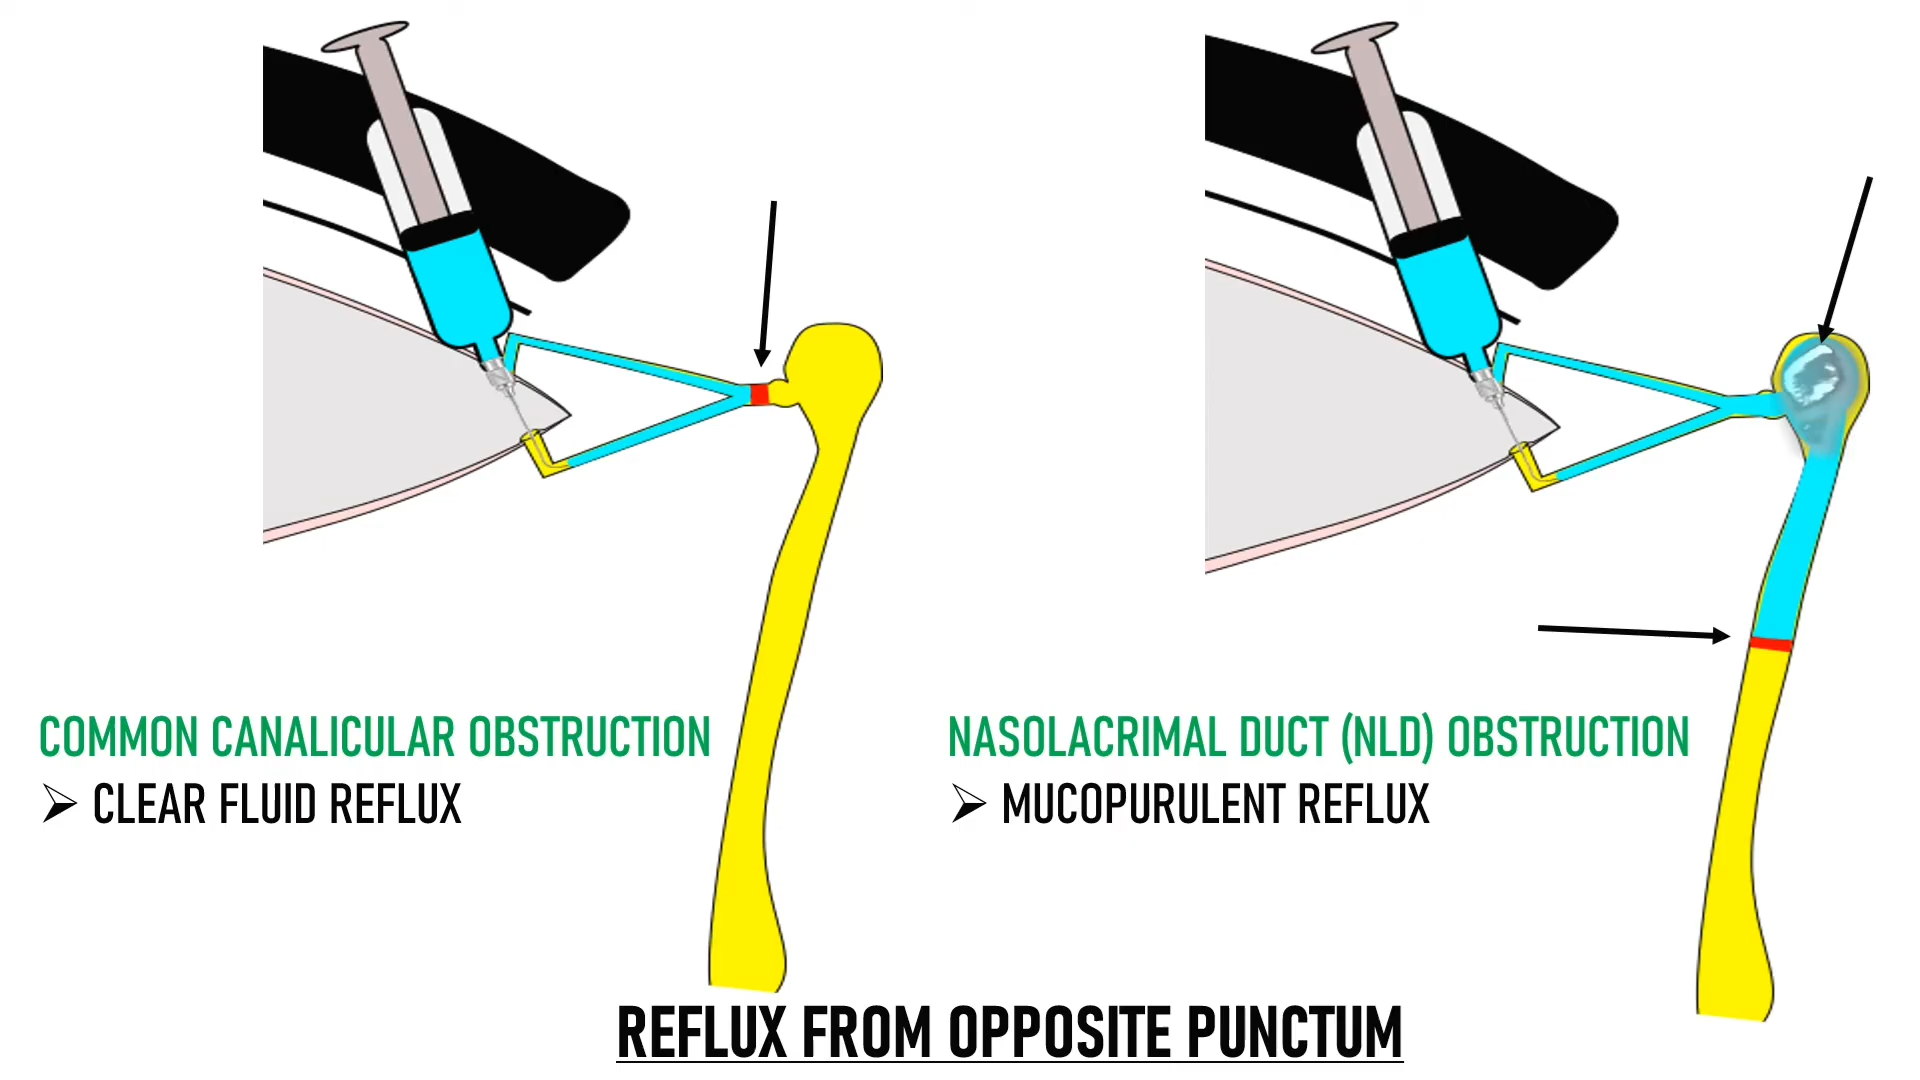 COMMON CANALICULAR OBSTRUCTION
➢ CLEAR FLUID REFLUX
NASOLACRIMAL DUCT (NLD) OBSTRUCTION
➢ MUCOPURULENT REFLUX
REFLUX FROM OPPOSITE PUNCTUM